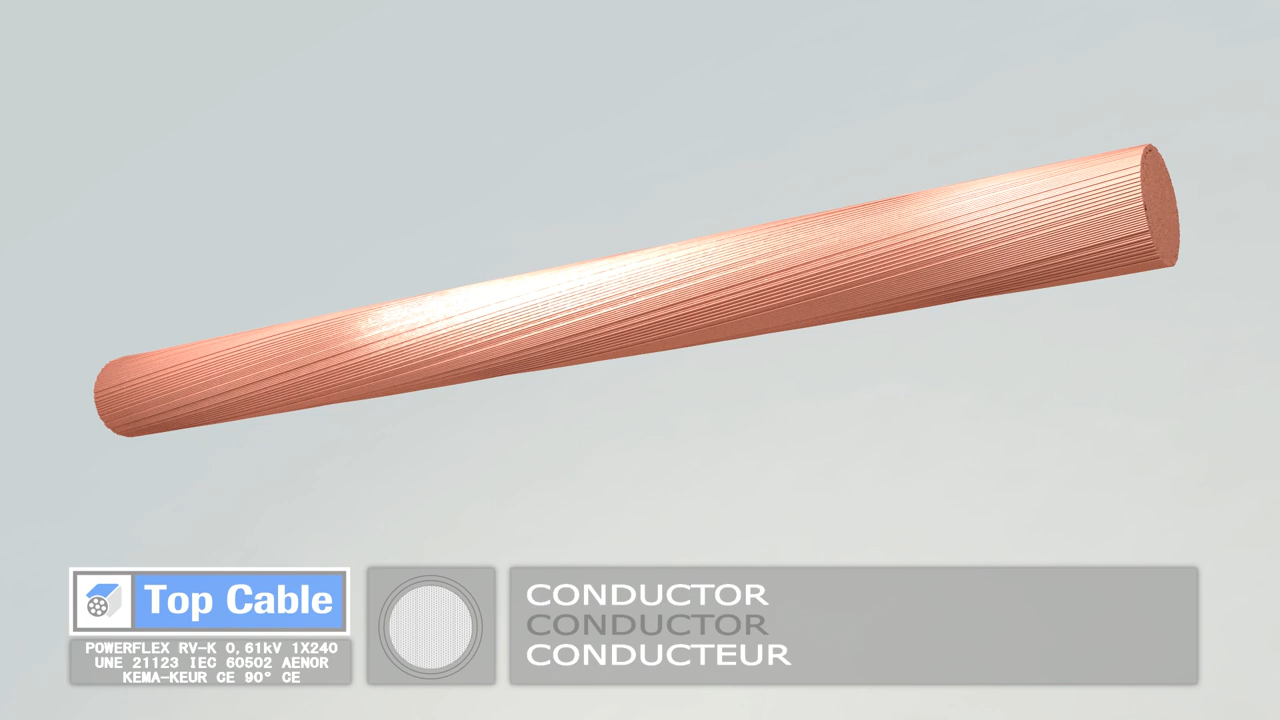 Top Cable
POWERFLEX RV-K 0,61kV 1X240
UNE 21123 IEC 60502 AENOR
KEMA-KEUR CE 90° CE
CONDUCTOR
CONDUCTOR
CONDUCTEUR